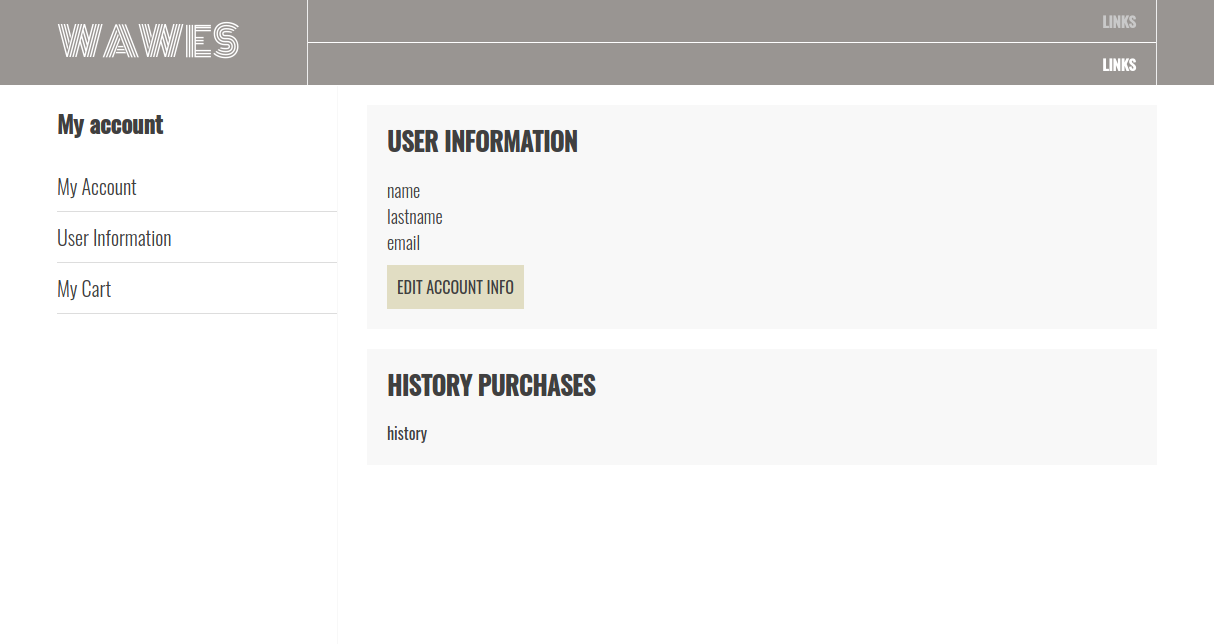 WAWES
LINKS
LINKS
My account
My Account
User Information
My Cart
USER INFORMATION
name
lastname
email
EDIT ACCOUNT INFO
HISTORY PURCHASES
history